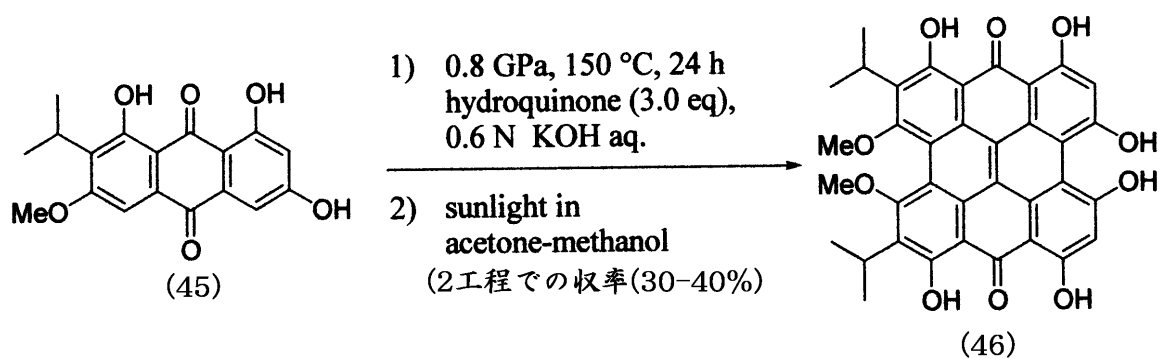 OH O OH
MeO
O
OH
(45)
1) 0.8 GPa, 150 °C, 24 h
hydroquinone (3.0 eq),
0.6 N KOH aq.
2) sunlight in
acetone-methanol
(2工程での収率(30-40%)
OH O OH
MeO
OH
MeO
OH
OH O OH
(46)